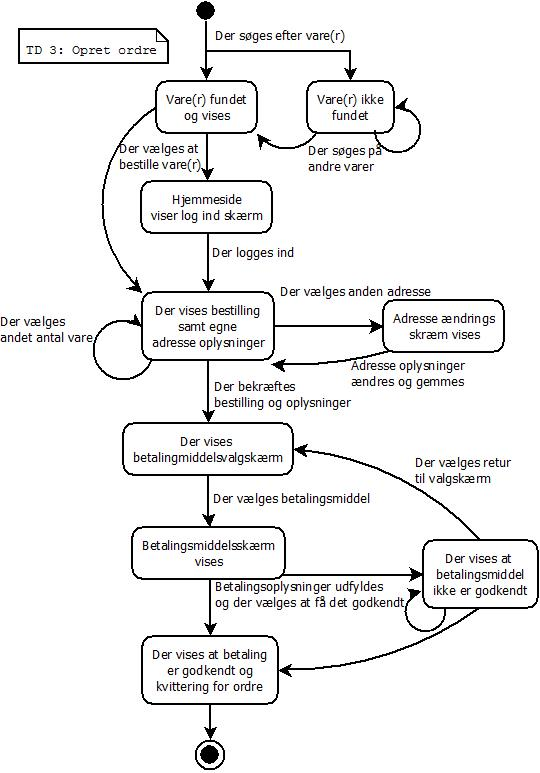 TD 3: Opret ordre
Der søges efter vare(r)
Vare(r) fundet
og vises
Vare(r) ikke
fundet
Der vælges at
bestille vare(r)
Der søges på
andre varer
Hjemmeside
viser log ind skærm
Der logges ind
Der vælges anden adresse
Der vises bestilling
samt egne
adresse oplysninger
Adresse ændrings
skræm vises
Der vælges
andet antal vare
Adresse oplysninger
ændres og gemmes
Der bekræftes
bestilling og oplysninger
Der vises
betalingmiddelsvalgskærm
Der vælges retur
til valgskærm
Der vælges betalingsmiddel
Betalingsmiddelsskærm
vises
Der vises at
betalingsmiddel
ikke er godkendt
Betalingsoplysninger udfyldes
og der vælges at få det godkendt
Der vises at betaling
er godkendt og
kvittering for ordre